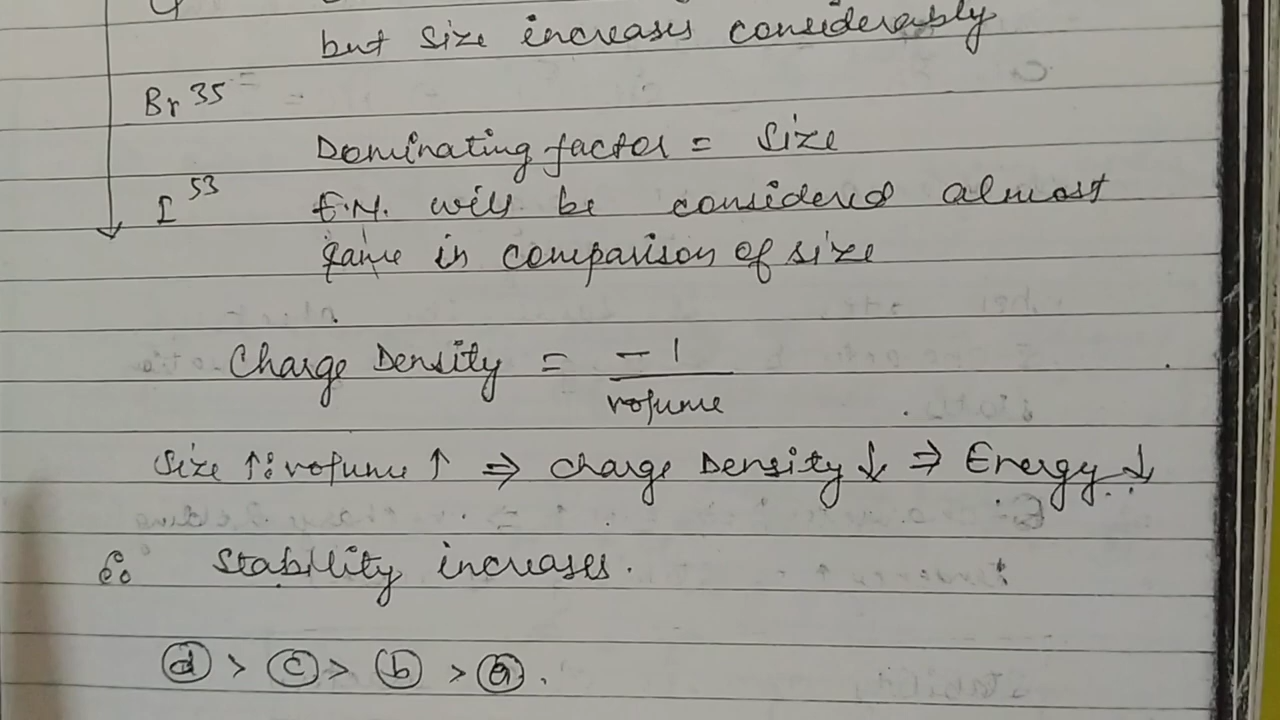 but size increases considerably
Br 35
Dominating factor = Size
I 53 E.N. will be considered almost
same in comparison of size
Charge Density = -1 / volume
Size ↑ : volume ↑ ⇒ charge Density ↓ ⇒ Energy ↓
∴ Stability increases.
(d) > (c) > (b) > (a).